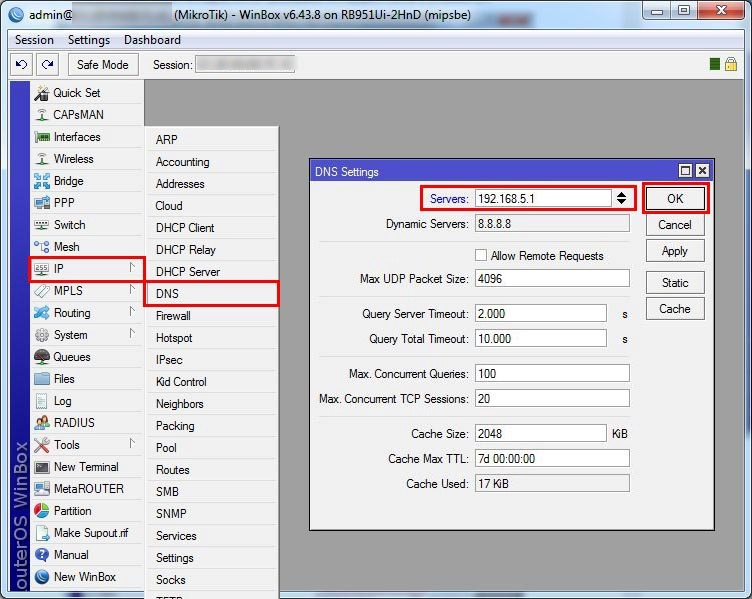 admin@ (MikroTik) - WinBox v6.43.8 on RB951Ui-2HnD (mipsbe)
Session Settings Dashboard
Safe Mode Session:
Quick Set
CAPsMAN
Interfaces
Wireless
Bridge
PPP
Switch
Mesh
IP
MPLS
Routing
System
Queues
Files
Log
RADIUS
Tools
New Terminal
MetaROUTER
Partition
Make Supout.rif
Manual
New WinBox
outerOS WinBox
ARP
Accounting
Addresses
Cloud
DHCP Client
DHCP Relay
DHCP Server
DNS
Firewall
Hotspot
IPsec
Kid Control
Neighbors
Packing
Pool
Routes
SMB
SNMP
Services
Settings
Socks
TFTP
DNS Settings
Servers: 192.168.5.1
Dynamic Servers: 8.8.8.8
Allow Remote Requests
Max UDP Packet Size: 4096
Query Server Timeout: 2.000 s
Query Total Timeout: 10.000 s
Max. Concurrent Queries: 100
Max. Concurrent TCP Sessions: 20
Cache Size: 2048 KiB
Cache Max TTL: 7d 00:00:00
Cache Used: 17 KiB
OK
Cancel
Apply
Static
Cache